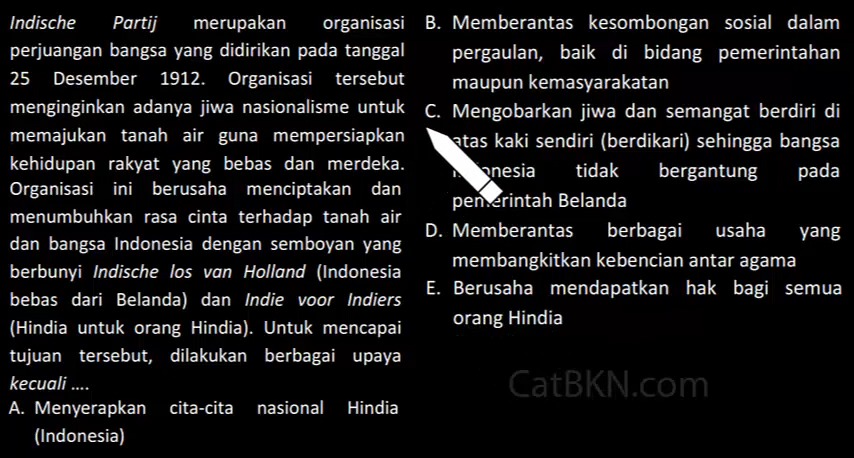 Indische Partij merupakan organisasi
perjuangan bangsa yang didirikan pada tanggal
25 Desember 1912. Organisasi tersebut
menginginkan adanya jiwa nasionalisme untuk
memajukan tanah air guna mempersiapkan
kehidupan rakyat yang bebas dan merdeka.
Organisasi ini berusaha menciptakan dan
menumbuhkan rasa cinta terhadap tanah air
dan bangsa Indonesia dengan semboyan yang
berbunyi Indische los van Holland (Indonesia
bebas dari Belanda) dan Indie voor Indiers
(Hindia untuk orang Hindia). Untuk mencapai
tujuan tersebut, dilakukan berbagai upaya
kecuali ....
A. Menyerapkan cita-cita nasional Hindia
(Indonesia)
B. Memberantas kesombongan sosial dalam
pergaulan, baik di bidang pemerintahan
maupun kemasyarakatan
C. Mengobarkan jiwa dan semangat berdiri di
atas kaki sendiri (berdikari) sehingga bangsa
Indonesia tidak bergantung pada
pemerintah Belanda
D. Memberantas berbagai usaha yang
membangkitkan kebencian antar agama
E. Berusaha mendapatkan hak bagi semua
orang Hindia
CatBKN.com